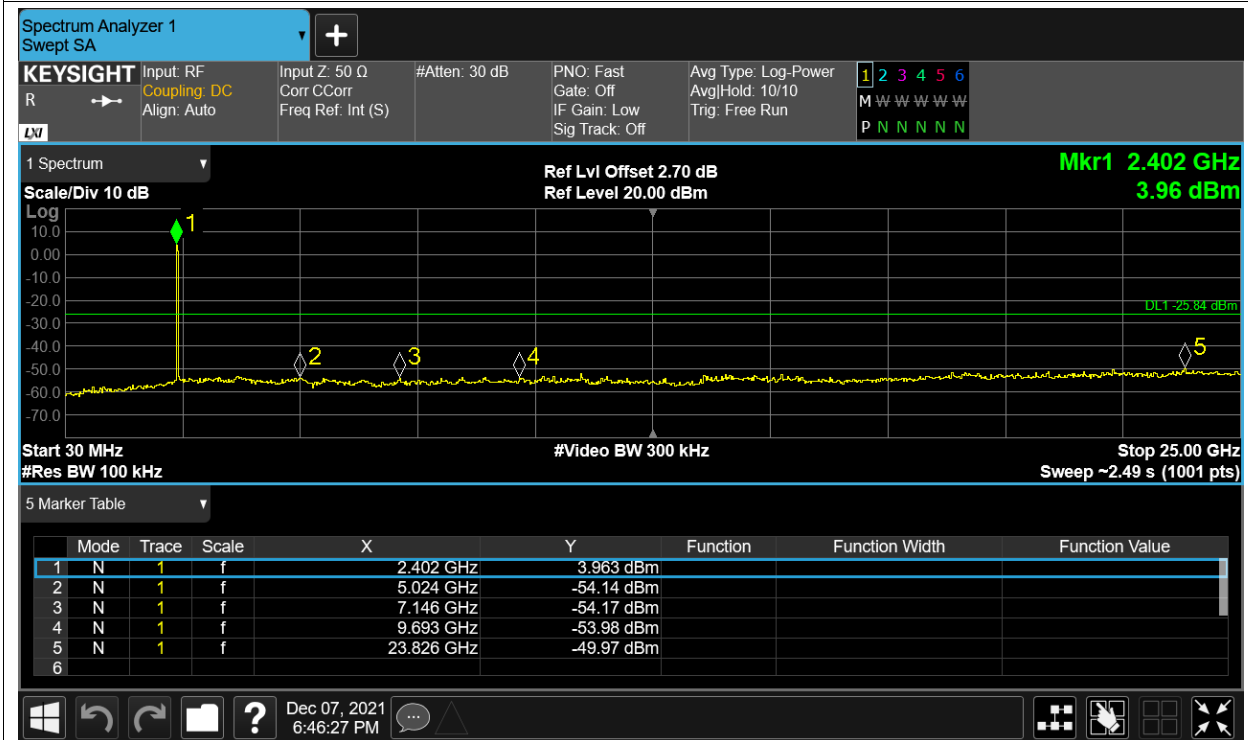 Spectrum Analyzer 1
Swept SA
+
KEYSIGHT
R
LXI
Input: RF
Coupling: DC
Align: Auto
Input Z: 50 Ω
Corr CCorr
Freq Ref: Int (S)
#Atten: 30 dB
PNO: Fast
Gate: Off
IF Gain: Low
Sig Track: Off
Avg Type: Log-Power
Avg|Hold: 10/10
Trig: Free Run
1 2 3 4 5 6
M W W W W W
P N N N N N
1 Spectrum
Scale/Div 10 dB
Ref Lvl Offset 2.70 dB
Ref Level 20.00 dBm
Mkr1 2.402 GHz
3.96 dBm
Log
10.0
0.00
-10.0
-20.0
-30.0
-40.0
-50.0
-60.0
-70.0
1
2
3
4
5
DL1 -25.84 dBm
Start 30 MHz
#Video BW 300 kHz
Stop 25.00 GHz
#Res BW 100 kHz
Sweep ~2.49 s (1001 pts)
5 Marker Table
Mode Trace Scale X Y Function Function Width Function Value
1 N 1 f 2.402 GHz 3.963 dBm
2 N 1 f 5.024 GHz -54.14 dBm
3 N 1 f 7.146 GHz -54.17 dBm
4 N 1 f 9.693 GHz -53.98 dBm
5 N 1 f 23.826 GHz -49.97 dBm
6
?
Dec 07, 2021
6:46:27 PM